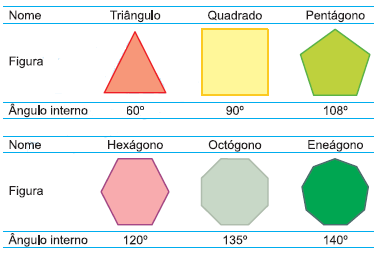 Nome Triângulo Quadrado Pentágono
Figura
Ângulo interno 60º 90º 108º
Nome Hexágono Octógono Eneágono
Figura
Ângulo interno 120º 135º 140º